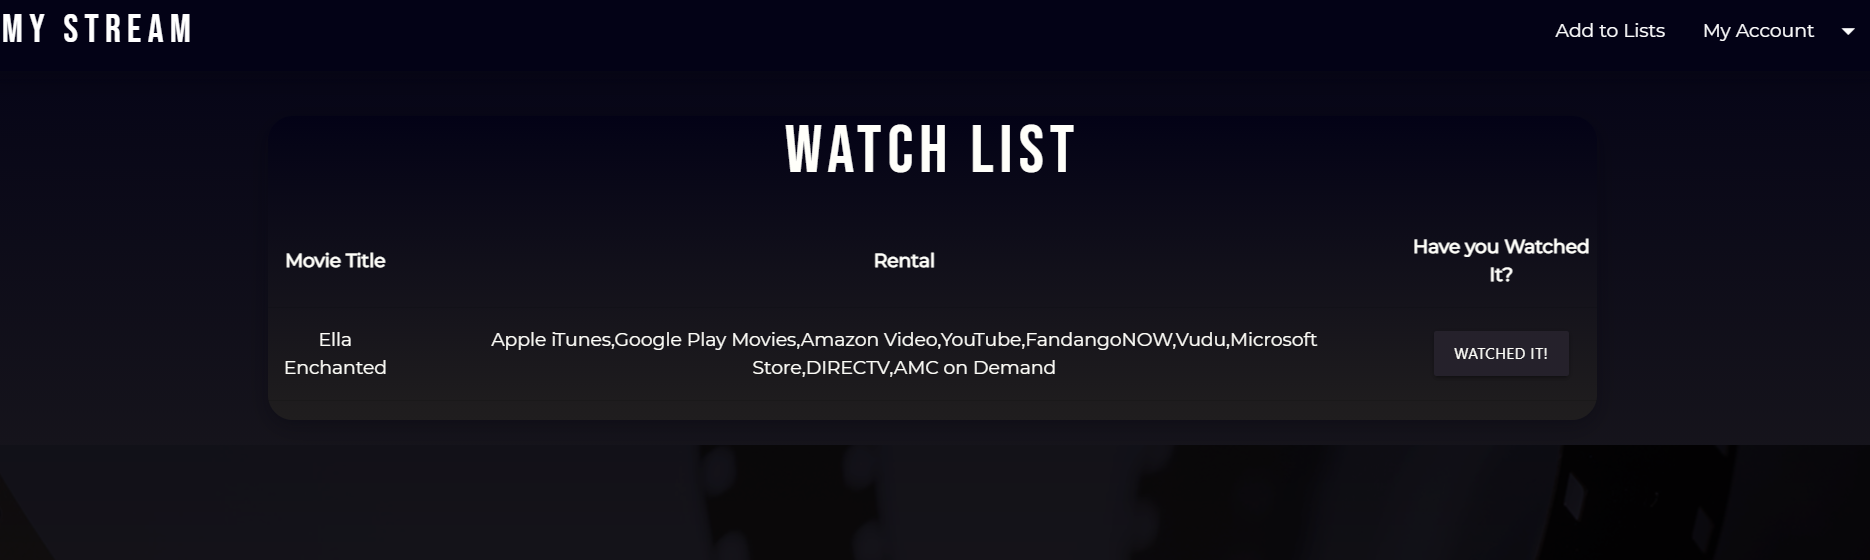 MY STREAM
Add to Lists
My Account
WATCH LIST
Movie Title
Rental
Have you Watched
It?
Ella
Enchanted
Apple iTunes,Google Play Movies,Amazon Video,YouTube,FandangoNOW,Vudu,Microsoft
Store,DIRECTV,AMC on Demand
WATCHED IT!